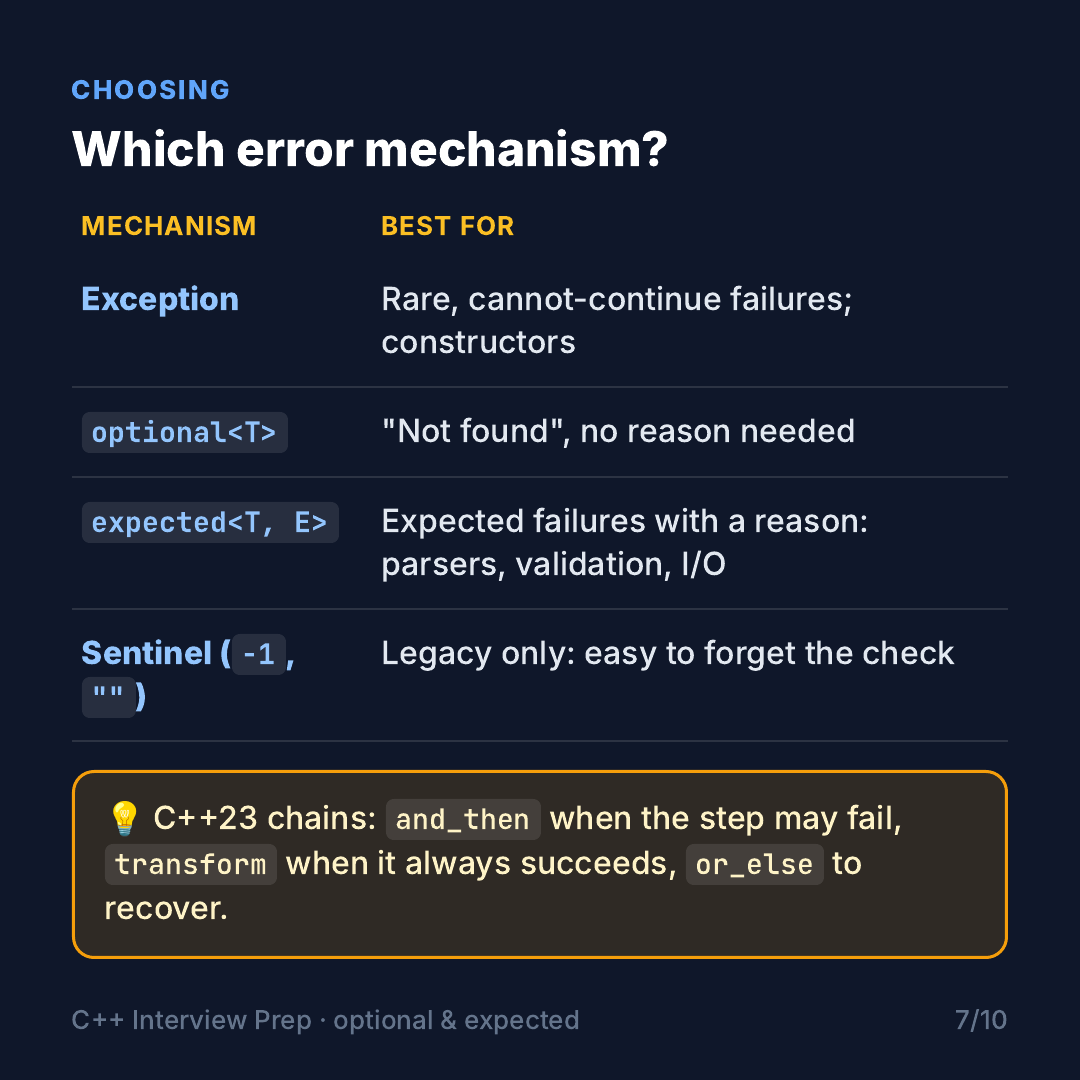 CHOOSING
Which error mechanism?
MECHANISM BEST FOR
Exception Rare, cannot-continue failures;
constructors
optional<T> "Not found", no reason needed
expected<T, E> Expected failures with a reason:
parsers, validation, I/O
Sentinel (-1, Legacy only: easy to forget the check
"")
💡 C++23 chains: and_then when the step may fail,
transform when it always succeeds, or_else to
recover.
C++ Interview Prep · optional & expected 7/10